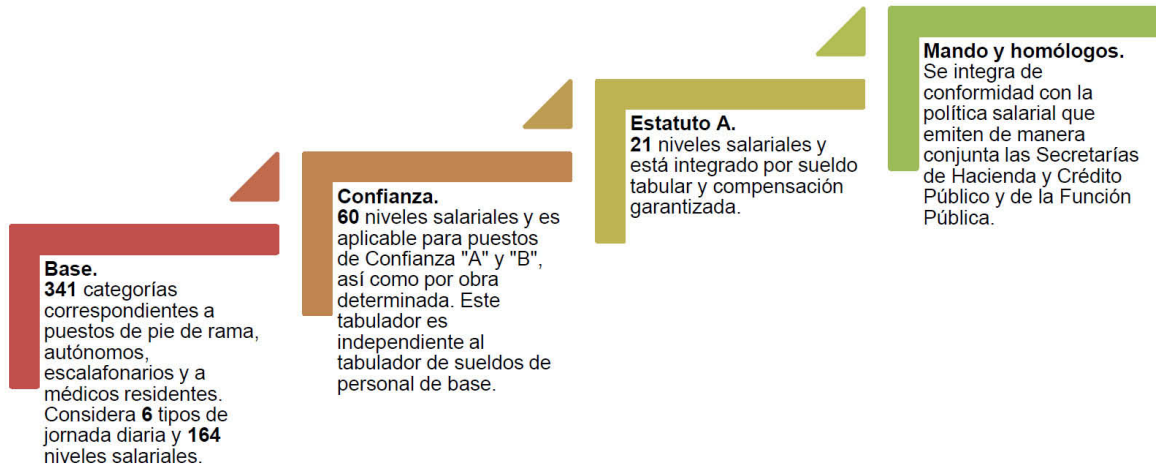 Base.
341 categorías
correspondientes a
puestos de pie de rama,
autónomos,
escalafonarios y a
médicos residentes.
Considera 6 tipos de
jornada diaria y 164
niveles salariales.
Confianza.
60 niveles salariales y es
aplicable para puestos
de Confianza "A" y "B",
así como por obra
determinada. Este
tabulador es
independiente al
tabulador de sueldos de
personal de base.
Estatuto A.
21 niveles salariales y
está integrado por sueldo
tabular y compensación
garantizada.
Mando y homólogos.
Se integra de
conformidad con la
política salarial que
emiten de manera
conjunta las Secretarías
de Hacienda y Crédito
Público y de la Función
Pública.